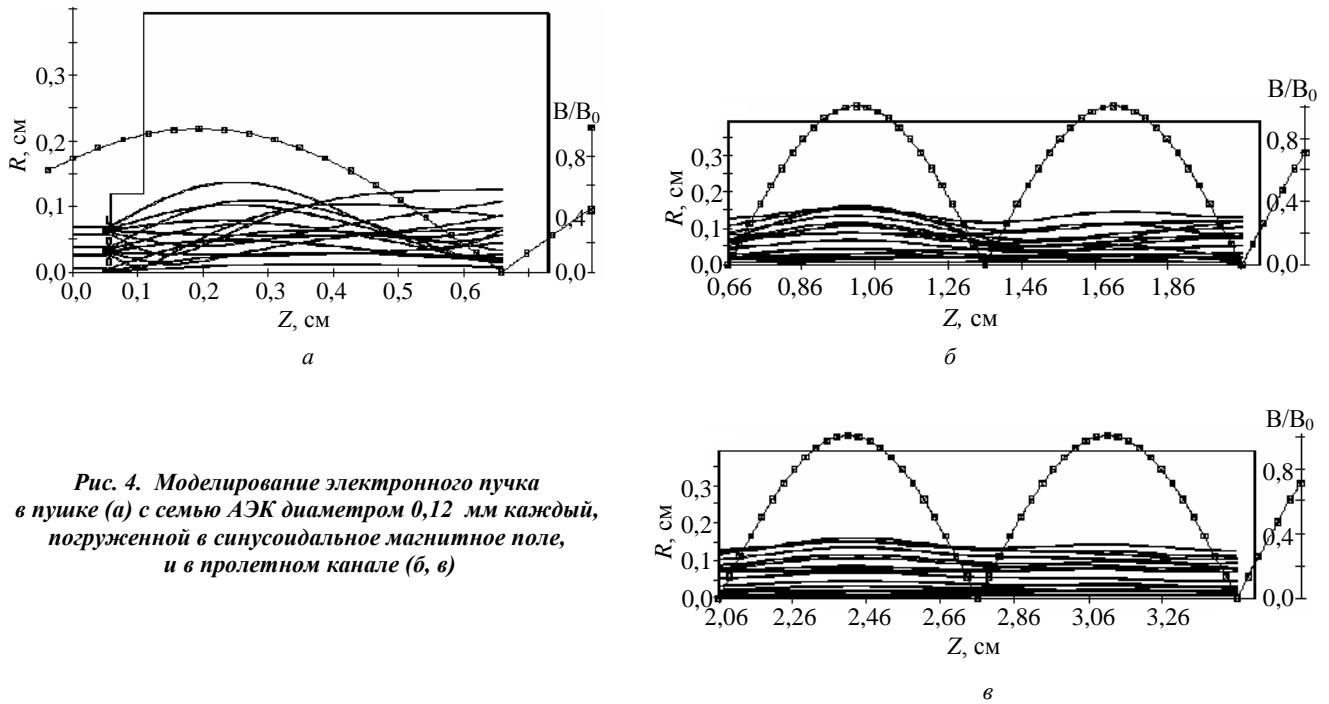 R, см
0,3
0,2
0,1
0,0
B/B₀
0,8
0,4
0,0
0,0 0,1 0,2 0,3 0,4 0,5 0,6
Z, см
а
R, см
0,3
0,2
0,1
0,0
B/B₀
0,8
0,4
0,0
0,66 0,86 1,06 1,26 1,46 1,66 1,86
Z, см
б
Рис. 4. Моделирование электронного пучка
в пушке (а) с семью АЭК диаметром 0,12 мм каждый,
погруженной в синусоидальное магнитное поле,
и в пролетном канале (б, в)
R, см
0,3
0,2
0,1
0,0
B/B₀
0,8
0,4
0,0
2,06 2,26 2,46 2,66 2,86 3,06 3,26
Z, см
в